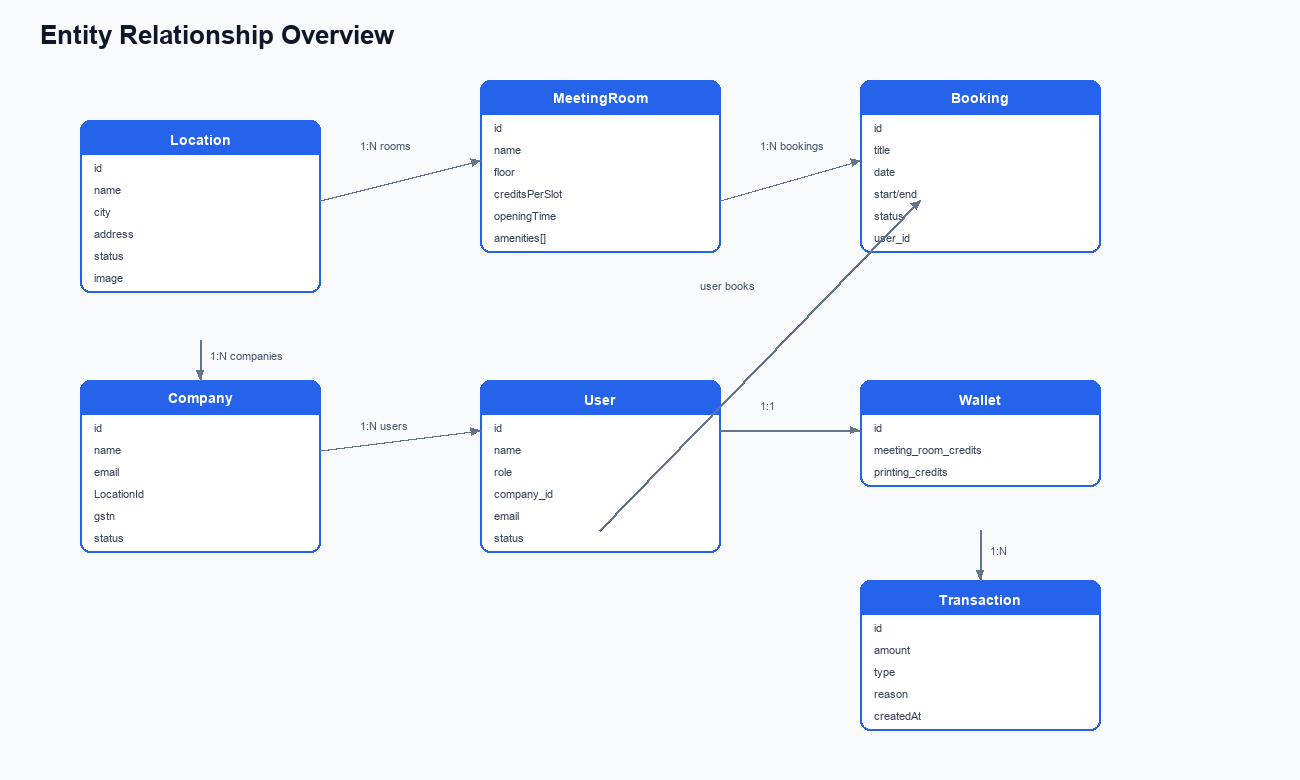 Entity Relationship Overview
Location
id
name
city
address
status
image
1:N rooms
MeetingRoom
id
name
floor
creditsPerSlot
openingTime
amenities[]
1:N bookings
Booking
id
title
date
start/end
status
user_id
user books
1:N companies
Company
id
name
email
LocationId
gstn
status
1:N users
User
id
name
role
company_id
email
status
1:1
Wallet
id
meeting_room_credits
printing_credits
1:N
Transaction
id
amount
type
reason
createdAt